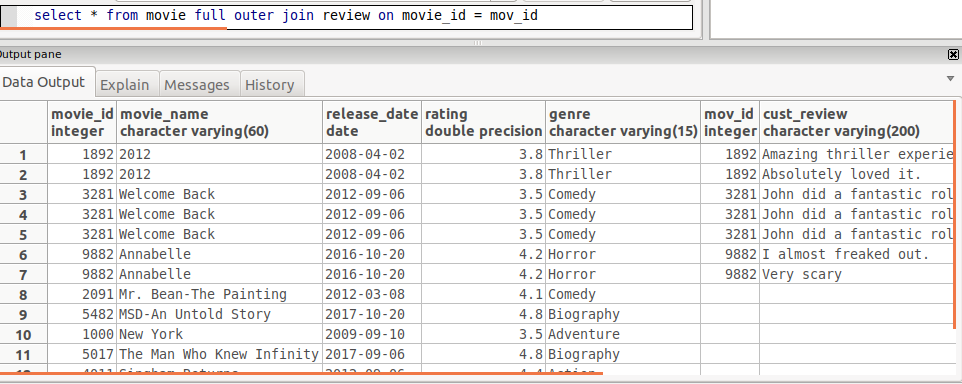 select * from movie full outer join review on movie_id = mov_id
Output pane
Data Output Explain Messages History
movie_id movie_name release_date rating genre mov_id cust_review
integer character varying(60) date double precision character varying(15) integer character varying(200)
1 1892 2012 2008-04-02 3.8 Thriller 1892 Amazing thriller experie
2 1892 2012 2008-04-02 3.8 Thriller 1892 Absolutely loved it.
3 3281 Welcome Back 2012-09-06 3.5 Comedy 3281 John did a fantastic rol
4 3281 Welcome Back 2012-09-06 3.5 Comedy 3281 John did a fantastic rol
5 3281 Welcome Back 2012-09-06 3.5 Comedy 3281 John did a fantastic rol
6 9882 Annabelle 2016-10-20 4.2 Horror 9882 I almost freaked out.
7 9882 Annabelle 2016-10-20 4.2 Horror 9882 Very scary
8 2091 Mr. Bean-The Painting 2012-03-08 4.1 Comedy
9 5482 MSD-An Untold Story 2017-10-20 4.8 Biography
10 1000 New York 2009-09-10 3.5 Adventure
11 5017 The Man Who Knew Infinity 2017-09-06 4.8 Biography